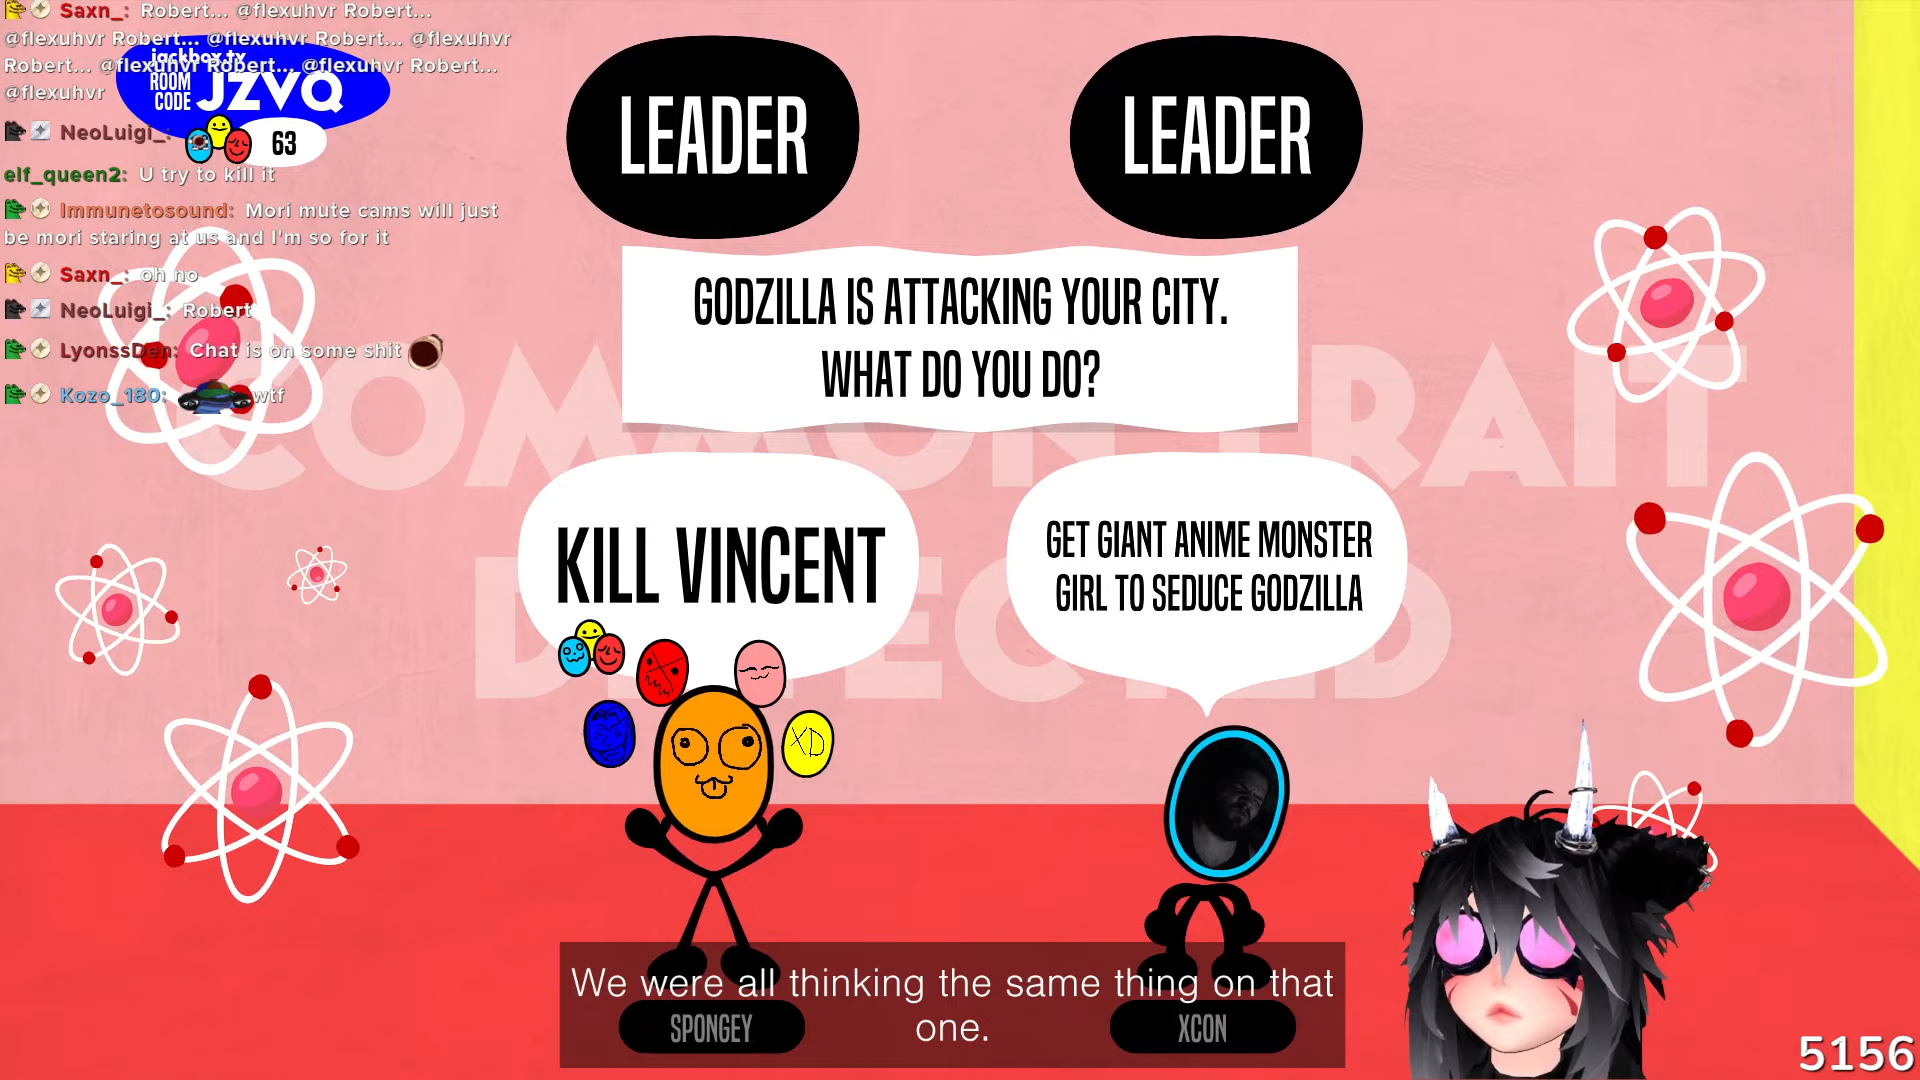 Saxn_: Robert... @flexuhvr Robert...
@flexuhvr Robert... @flexuhvr Robert... @flexuhvr
Robert... @flexuhvr Robert... @flexuhvr Robert...
@flexuhvr
jackbox.tv
ROOM
CODE
JZVQ
63
NeoLuigi_:
elf_queen2: U try to kill it
Immunetosound: Mori mute cams will just
be mori staring at us and I'm so for it
Saxn_: oh no
NeoLuigi_: Robert
LyonssDen: Chat is on some shit
Kozo_180: wtf
LEADER
LEADER
GODZILLA IS ATTACKING YOUR CITY.
WHAT DO YOU DO?
COMMON TRAIT
DETECTED
KILL VINCENT
GET GIANT ANIME MONSTER
GIRL TO SEDUCE GODZILLA
XD
We were all thinking the same thing on that
one.
SPONGEY
XCON
5156